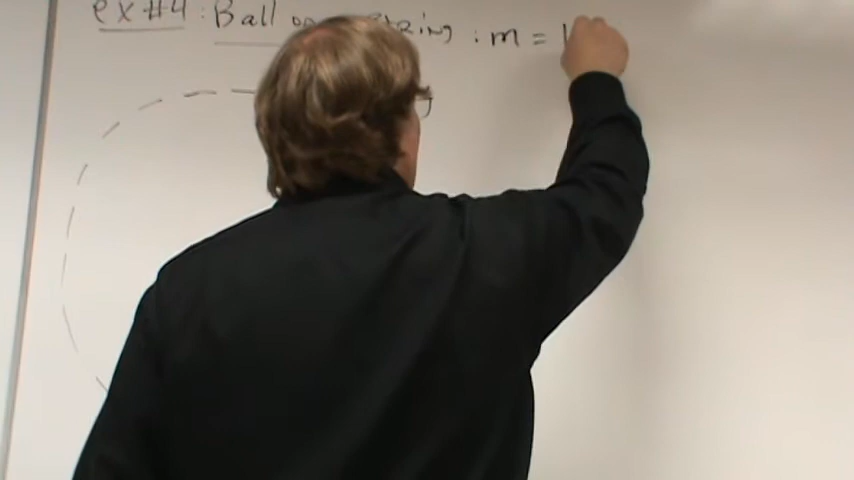 ex #4 : Ball on String : m = 1